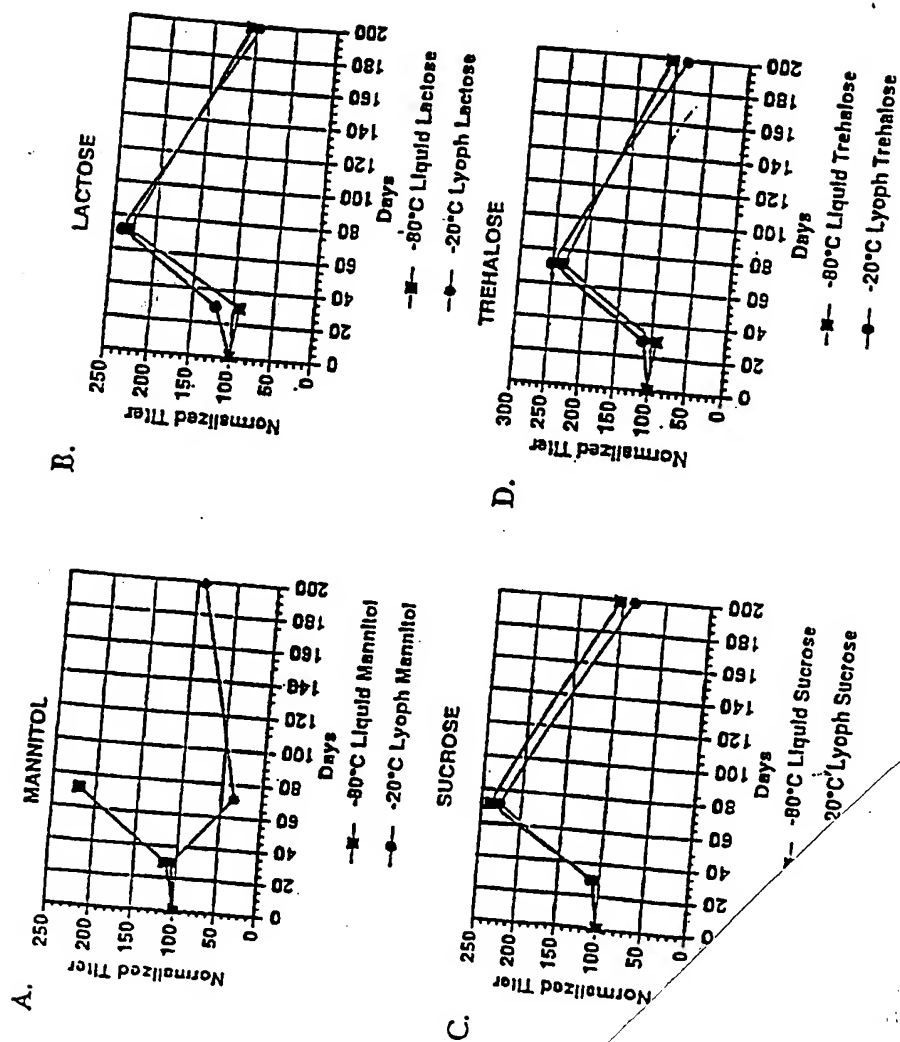 A.
MANNITOL
Normalized Titer
250
200
150
100
50
0
0 20 40 60 80 100 120 140 160 180 200
Days
-80°C Liquid Mannitol
-20°C Lyoph Mannitol
B.
LACTOSE
Normalized Titer
250
200
150
100
50
0
0 20 40 60 80 100 120 140 160 180 200
Days
-80°C Liquid Lactose
-20°C Lyoph Lactose
C.
SUCROSE
Normalized Titer
250
200
150
100
50
0
0 20 40 60 80 100 120 140 160 180 200
Days
-80°C Liquid Sucrose
-20°C Lyoph Sucrose
D.
TREHALOSE
Normalized Titer
300
250
200
150
100
50
0
0 20 40 60 80 100 120 140 160 180 200
Days
-80°C Liquid Trehalose
-20°C Lyoph Trehalose